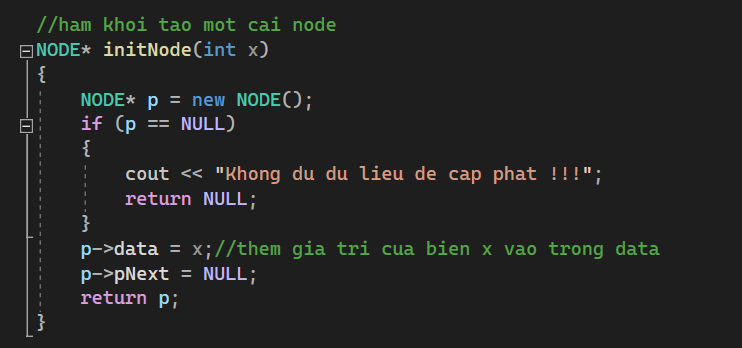 //ham khoi tao mot cai node
NODE* initNode(int x)
{
    NODE* p = new NODE();
    if (p == NULL)
    {
        cout << "Khong du du lieu de cap phat !!!";
        return NULL;
    }
    p->data = x;//them gia tri cua bien x vao trong data
    p->pNext = NULL;
    return p;
}